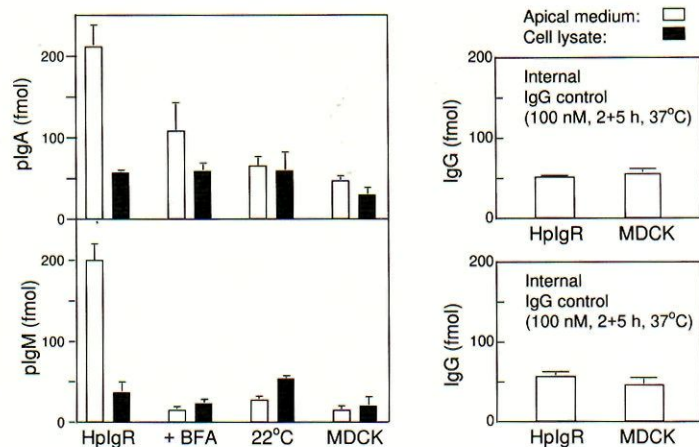 Apical medium:
Cell lysate:
200
100
0
pIgA (fmol)
200
100
0
pIgM (fmol)
HpIgR + BFA 22°C MDCK
200
100
0
IgG (fmol)
Internal
IgG control
(100 nM, 2+5 h, 37°C)
HpIgR MDCK
200
100
0
IgG (fmol)
Internal
IgG control
(100 nM, 2+5 h, 37°C)
HpIgR MDCK